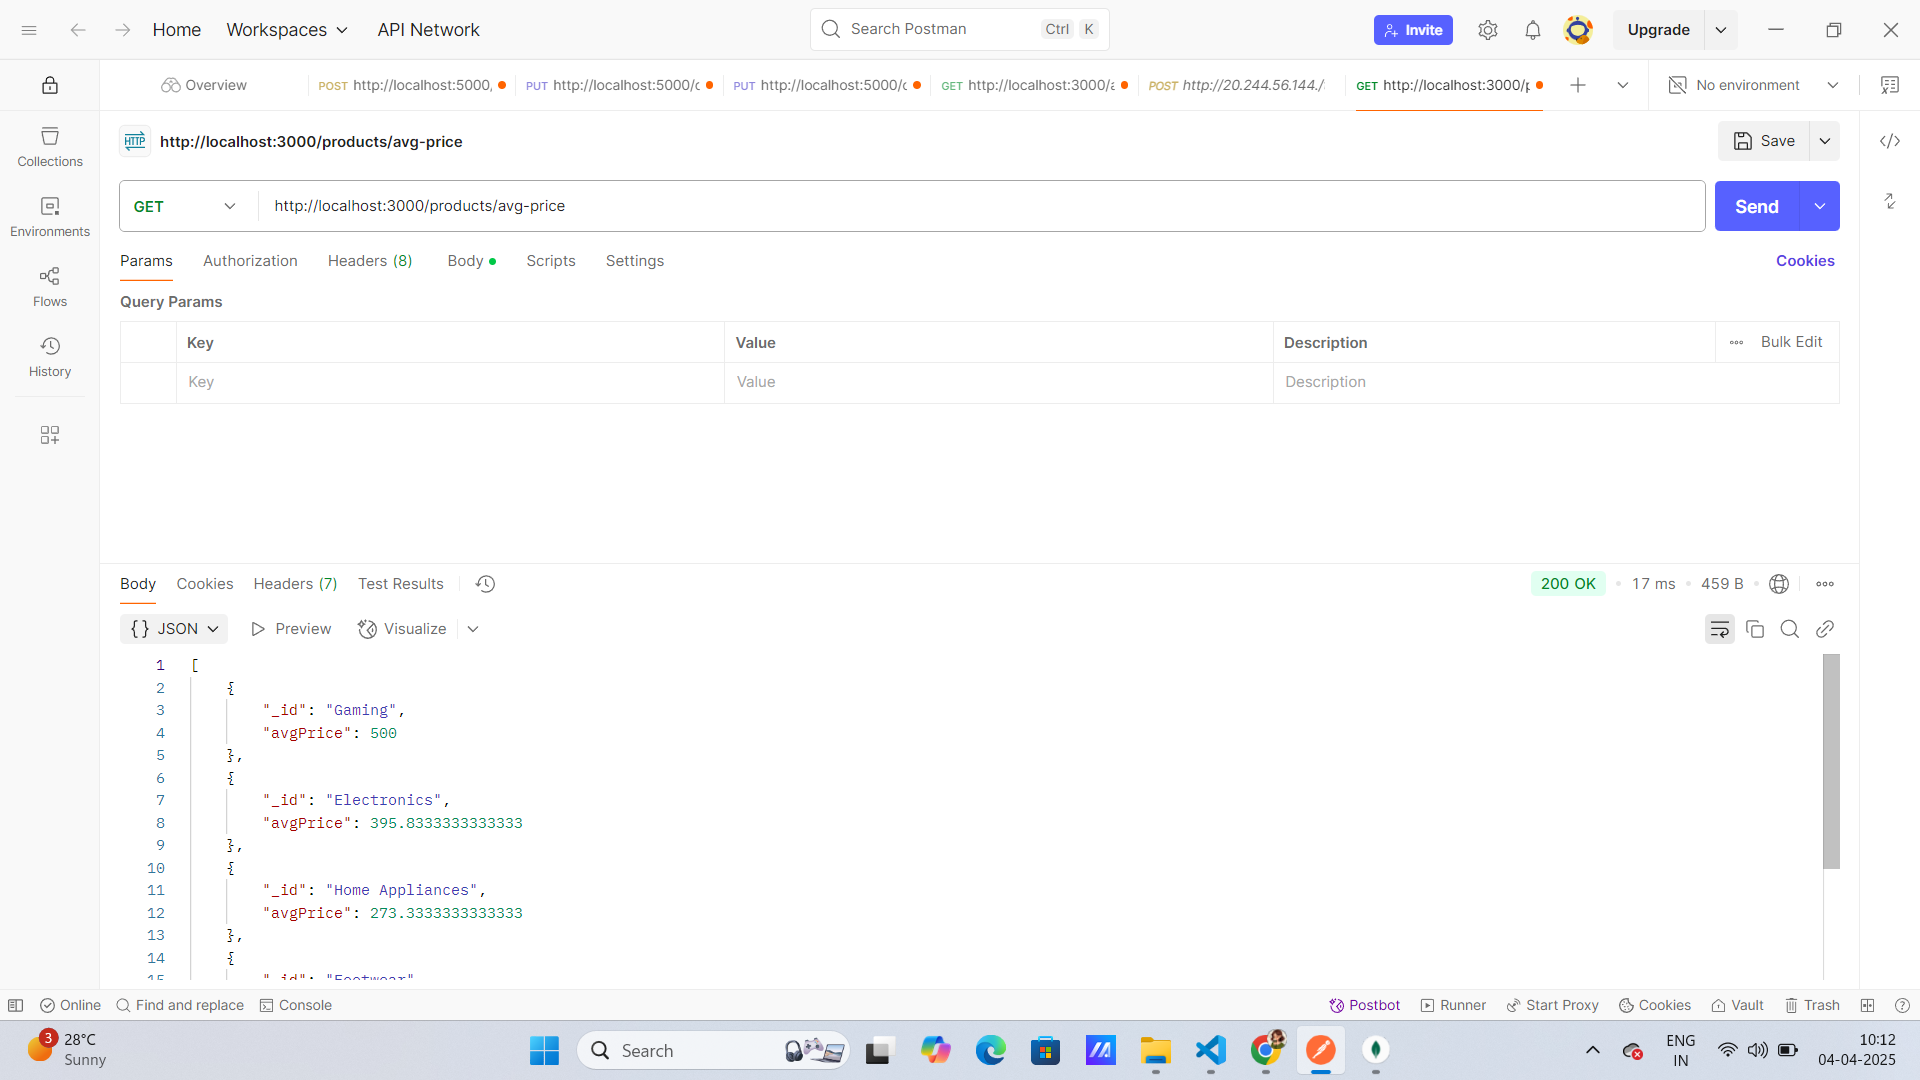 Home Workspaces API Network
Search Postman Ctrl K
Invite
Upgrade
Overview
POST http://localhost:5000,
PUT http://localhost:5000/c
PUT http://localhost:5000/c
GET http://localhost:3000/a
POST http://20.244.56.144./
GET http://localhost:3000/p
No environment
Collections
Environments
Flows
History
HTTP http://localhost:3000/products/avg-price
Save
GET http://localhost:3000/products/avg-price
Send
Params Authorization Headers (8) Body Scripts Settings
Cookies
Query Params
Key Value Description Bulk Edit
Key Value Description
Body Cookies Headers (7) Test Results
200 OK 17 ms 459 B
{} JSON Preview Visualize
1 [
2 {
3 "_id": "Gaming",
4 "avgPrice": 500
5 },
6 {
7 "_id": "Electronics",
8 "avgPrice": 395.8333333333333
9 },
10 {
11 "_id": "Home Appliances",
12 "avgPrice": 273.3333333333333
13 },
14 {
15 "_id": "Footwear"
Online Find and replace Console
Postbot Runner Start Proxy Cookies Vault Trash
3
28°C
Sunny
Search
ENG
IN
10:12
04-04-2025